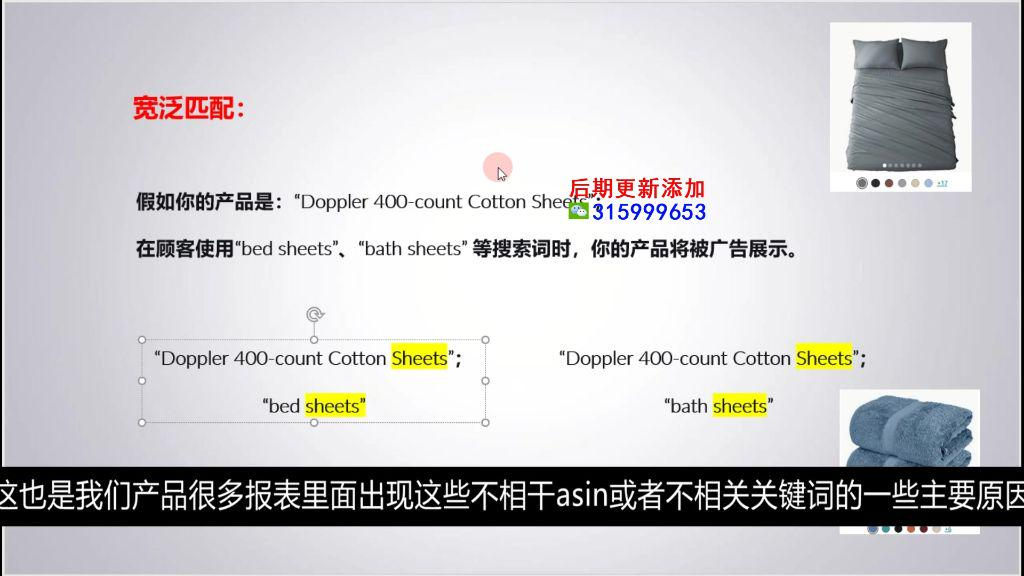 宽泛匹配：
假如你的产品是：“Doppler 400-count Cotton Sheets”；
后期更新添加
315999653
在顾客使用“bed sheets”、“bath sheets” 等搜索词时，你的产品将被广告展示。
“Doppler 400-count Cotton Sheets”；
“bed sheets”
“Doppler 400-count Cotton Sheets”；
“bath sheets”
+37
这也是我们产品很多报表里面出现这些不相干asin或者不相关关键词的一些主要原因